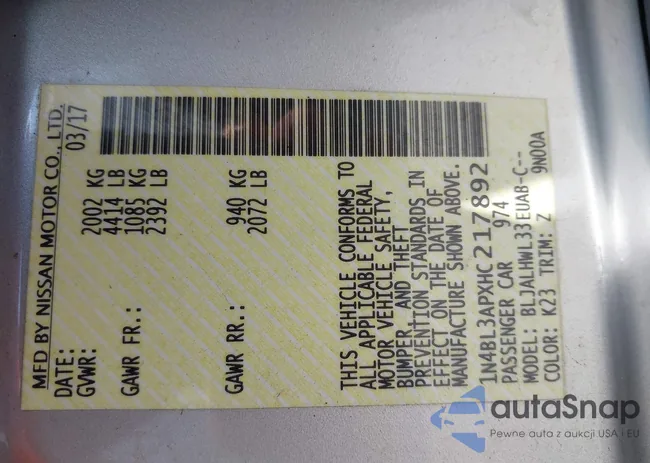 MFD BY NISSAN MOTOR CO., LTD.
DATE: 03/17
GVWR: 2002 KG
4414 LB
GAWR FR.: 1085 KG
2392 LB
GAWR RR.: 940 KG
2072 LB
THIS VEHICLE CONFORMS TO
ALL APPLICABLE FEDERAL
MOTOR VEHICLE SAFETY,
BUMPER, AND THEFT
PREVENTION STANDARDS IN
EFFECT ON THE DATE OF
MANUFACTURE SHOWN ABOVE.
1N4BL3APXHC217892
PASSENGER CAR 974
MODEL: BLJALHWL33EUAB-C--
COLOR: K23 TRIM: Z 9N00A
autaSnap
Pewne auta z aukcji USA i EU